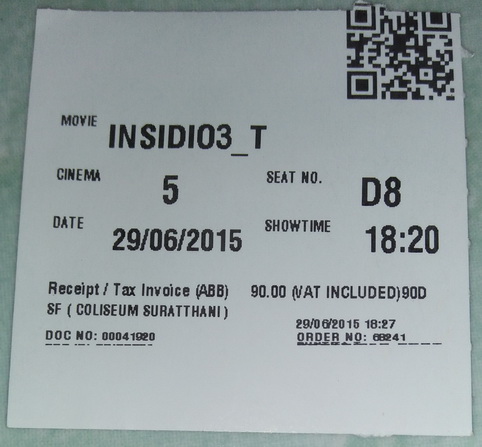 MOVIE INSIDIO3_T
CINEMA 5 SEAT NO. D8
DATE 29/06/2015 SHOWTIME 18:20
Receipt / Tax Invoice (ABB) 90.00 (VAT INCLUDED)90D
SF ( COLISEUM SURATTHANI )
29/06/2015 18:27
DOC NO: 00041920 ORDER NO: 68241